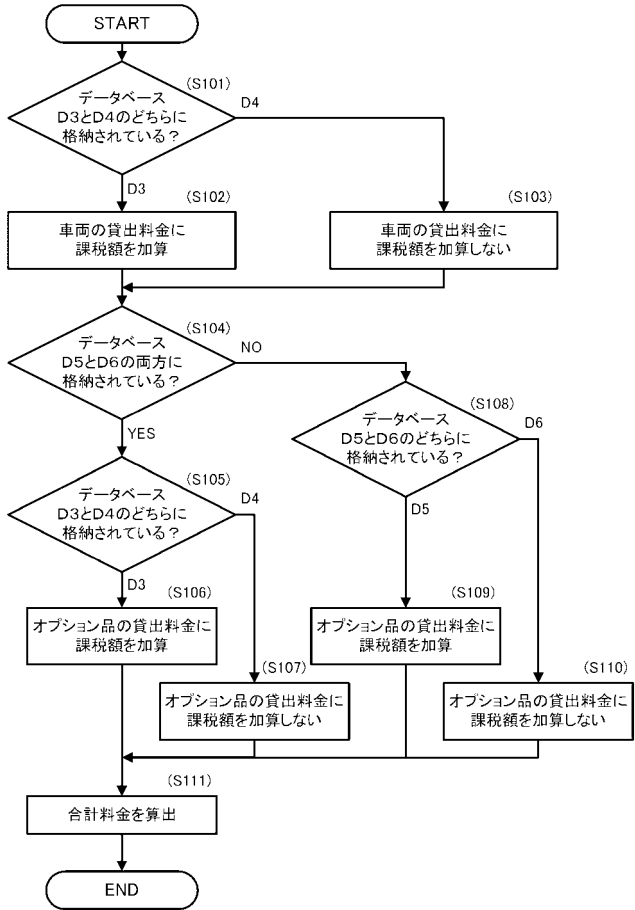 START
(S101)
データベース
D3とD4のどちらに
格納されている？
D4
D3
(S102)
車両の貸出料金に
課税額を加算
(S103)
車両の貸出料金に
課税額を加算しない
(S104)
データベース
D5とD6の両方に
格納されている？
NO
YES
(S108)
データベース
D5とD6のどちらに
格納されている？
D6
D5
(S105)
データベース
D3とD4のどちらに
格納されている？
D4
D3
(S106)
オプション品の貸出料金に
課税額を加算
(S109)
オプション品の貸出料金に
課税額を加算
(S107)
オプション品の貸出料金に
課税額を加算しない
(S110)
オプション品の貸出料金に
課税額を加算しない
(S111)
合計料金を算出
END